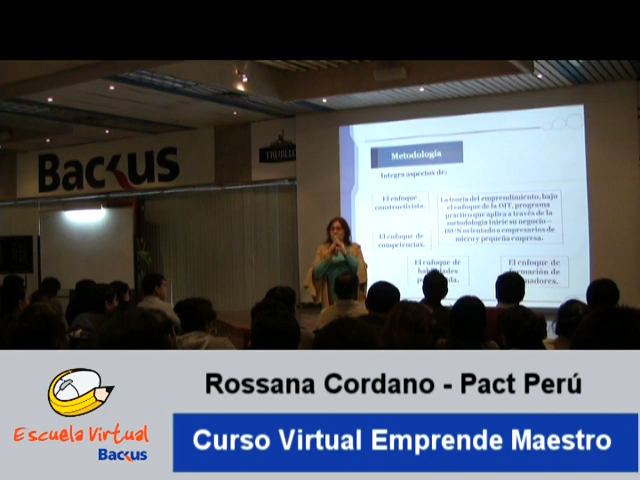 Backus
TRUJILLO
Metodología
Integra aspectos de:
El enfoque
constructivista.
La teoría del emprendimiento, bajo
el enfoque de la OIT, programa
práctico que aplica a través de la
metodología Inicie su negocio –
ISUN orientado a empresarios de
micro y pequeña empresa.
El enfoque de
competencias.
El enfoque de
El enfoque de
formación de
Escuela Virtual
Backus
Rossana Cordano - Pact Perú
Curso Virtual Emprende Maestro